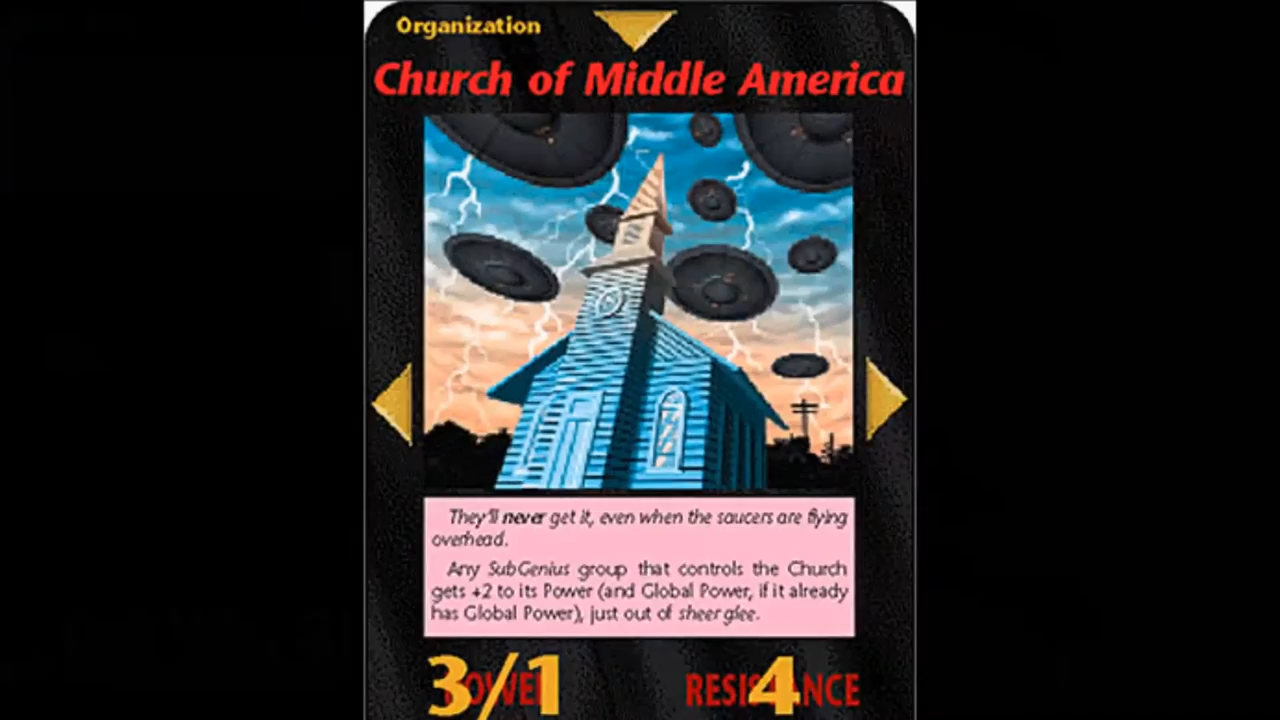 Organization
Church of Middle America
They'll never get it, even when the saucers are flying
overhead.
Any SubGenius group that controls the Church
gets +2 to its Power (and Global Power, if it already
has Global Power), just out of sheer glee.
3/1 POWER
RESISTANCE 4